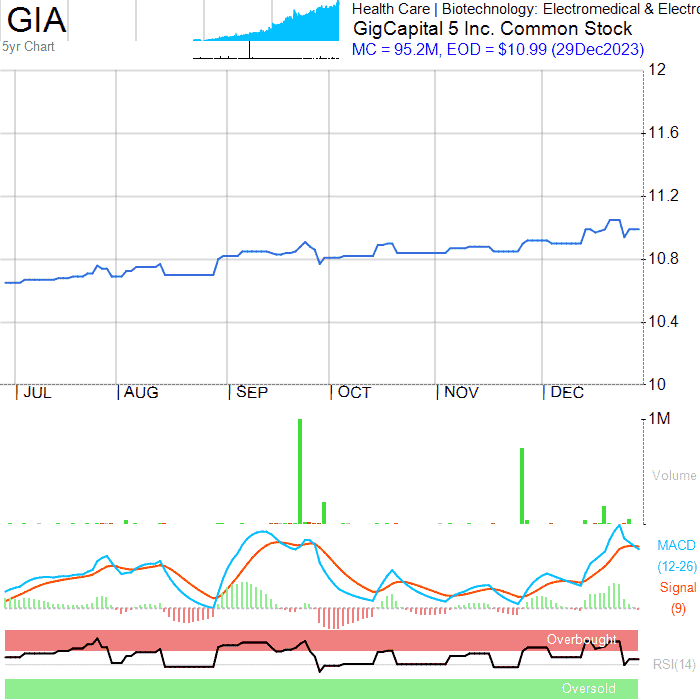 GIA
5yr Chart
Health Care | Biotechnology: Electromedical & Electro
GigCapital 5 Inc. Common Stock
MC = 95.2M, EOD = $10.99 (29Dec2023)
12
11.6
11.2
10.8
10.4
10
|JUL |AUG |SEP |OCT |NOV |DEC
1M
Volume
MACD
(12-26)
Signal
(9)
Overbought
RSI(14)
Oversold